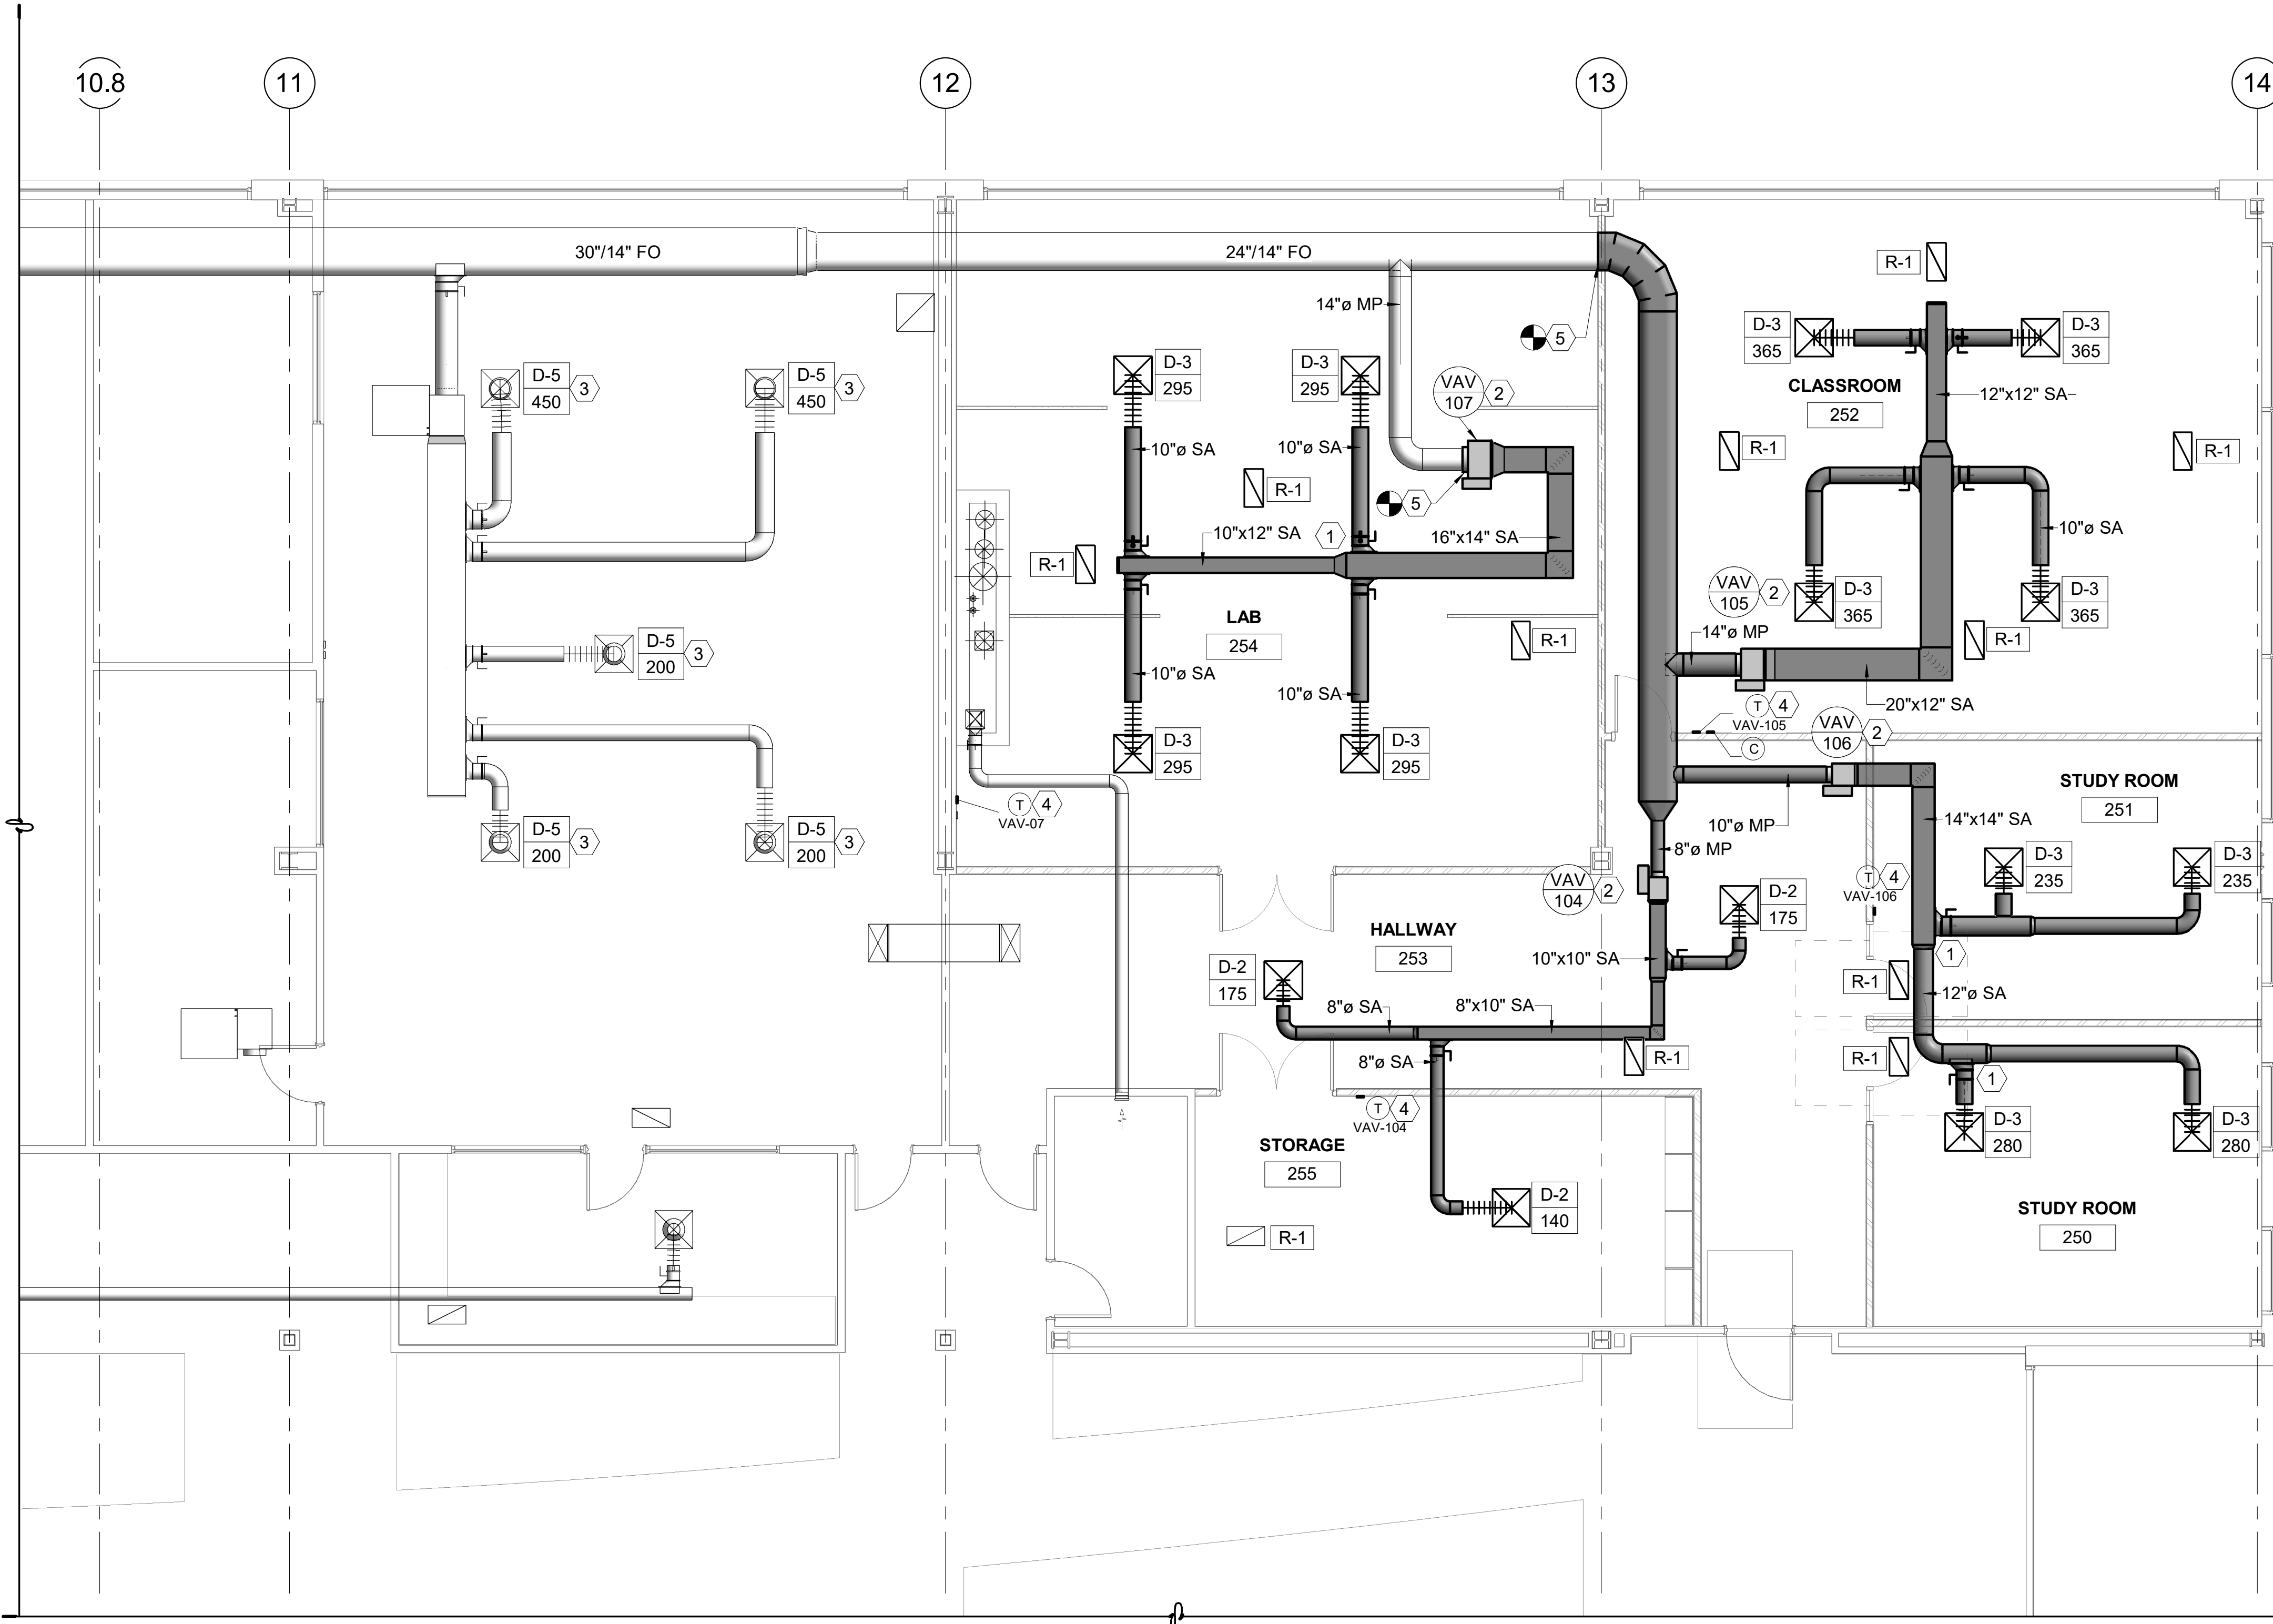 10.8
11
12
13
14
30"/14" FO
24"/14" FO
R-1
14"ø MP
5
D-3
365
D-3
365
D-5
450
3
D-5
450
3
D-3
295
D-3
295
VAV
107
2
CLASSROOM
252
12"x12" SA
10"ø SA
10"ø SA
R-1
R-1
R-1
5
10"x12" SA
1
16"x14" SA
10"ø SA
R-1
VAV
105
2
D-3
365
D-3
365
LAB
254
D-5
200
3
R-1
14"ø MP
R-1
10"ø SA
10"ø SA
20"x12" SA
T
4
VAV-105
VAV
106
2
C
D-3
295
D-3
295
STUDY ROOM
251
T
4
VAV-07
D-5
200
3
D-5
200
3
10"ø MP
14"x14" SA
8"ø MP
D-3
235
D-3
235
VAV
104
2
T
4
VAV-106
D-2
175
HALLWAY
253
10"x10" SA
1
D-2
175
R-1
12"ø SA
8"ø SA
8"x10" SA
8"ø SA
R-1
R-1
1
T
4
VAV-104
D-3
280
D-3
280
STORAGE
255
D-2
140
STUDY ROOM
250
R-1